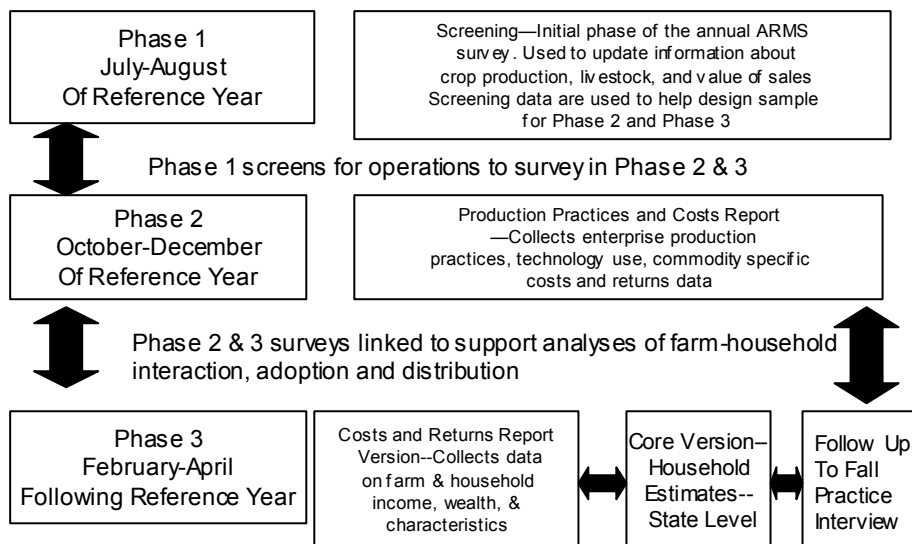 Phase 1
July-August
Of Reference Year
Screening—Initial phase of the annual ARMS
survey. Used to update information about
crop production, livestock, and value of sales
Screening data are used to help design sample
for Phase 2 and Phase 3
Phase 1 screens for operations to survey in Phase 2 & 3
Phase 2
October-December
Of Reference Year
Production Practices and Costs Report
—Collects enterprise production
practices, technology use, commodity specific
costs and returns data
Phase 2 & 3 surveys linked to support analyses of farm-household
interaction, adoption and distribution
Phase 3
February-April
Following Reference Year
Costs and Returns Report
Version--Collects data
on farm & household
income, wealth, &
characteristics
Core Version--
Household
Estimates--
State Level
Follow Up
To Fall
Practice
Interview